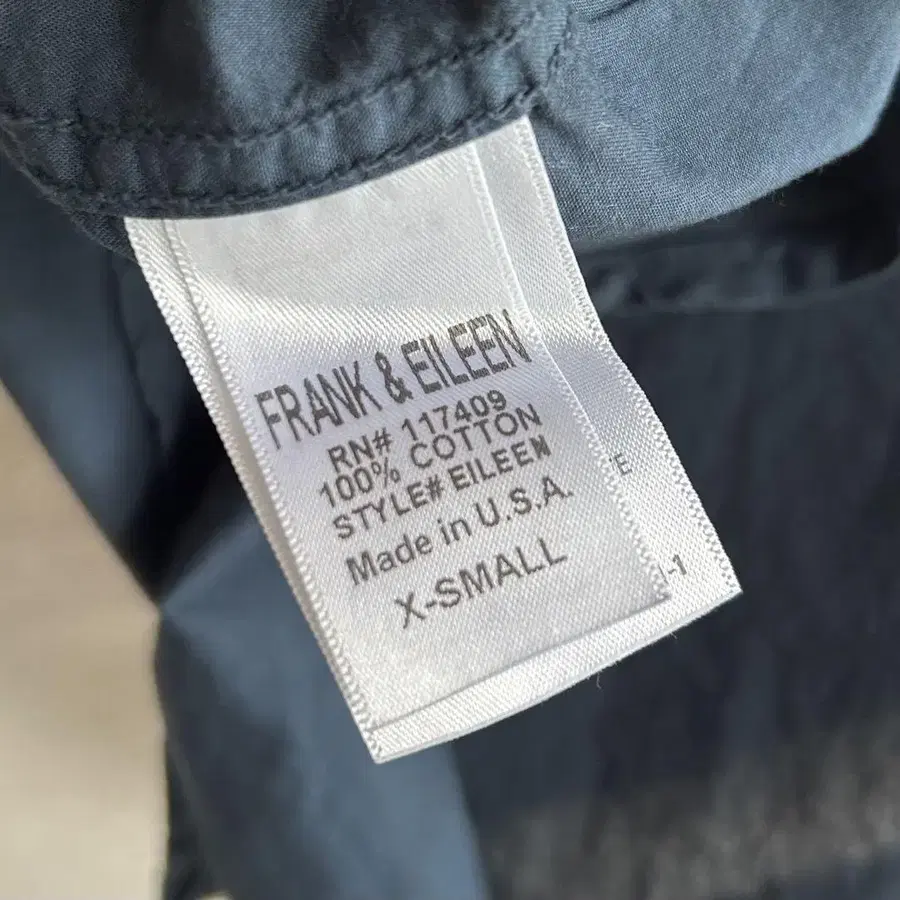 FRANK & EILEEN
RN# 117409
100% COTTON
STYLE# EILEEN
Made in U.S.A.
X-SMALL